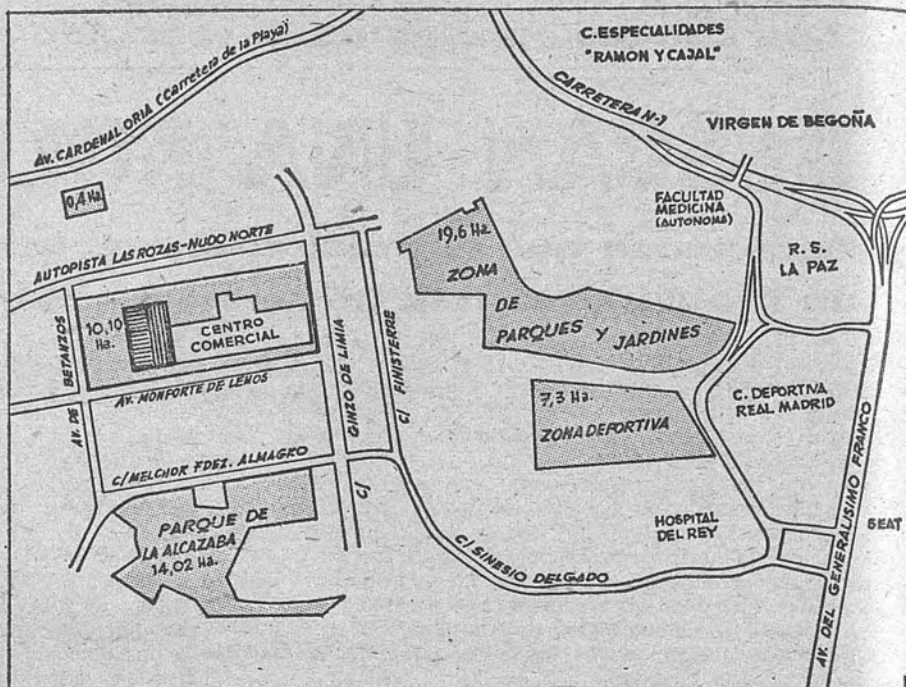 C. ESPECIALIDADES
"RAMON Y CAJAL"
CARRETERA N-1
VIRGEN DE BEGOÑA
AV. CARDENAL ORIA (Carretera de la Playa)
0,4 Ha.
FACULTAD
MEDICINA
(AUTONOMA)
R. S.
LA PAZ
AUTOPISTA LAS ROZAS-NUDO NORTE
19,6 Ha
ZONA
DE
PARQUES Y JARDINES
10,10
Ha.
CENTRO
COMERCIAL
AV. DE BETANZOS
AV. MONFORTE DE LEMOS
C/ GINZO DE LIMIA
C/ FINISTERRE
7,3 Ha.
ZONA DEPORTIVA
C. DEPORTIVA
REAL MADRID
C/ MELCHOR FDEZ. ALMAGRO
PARQUE DE
LA ALCAZABA
14,02 Ha.
HOSPITAL
DEL REY
SEAT
C/ SINESIO DELGADO
AV. DEL GENERALISIMO FRANCO